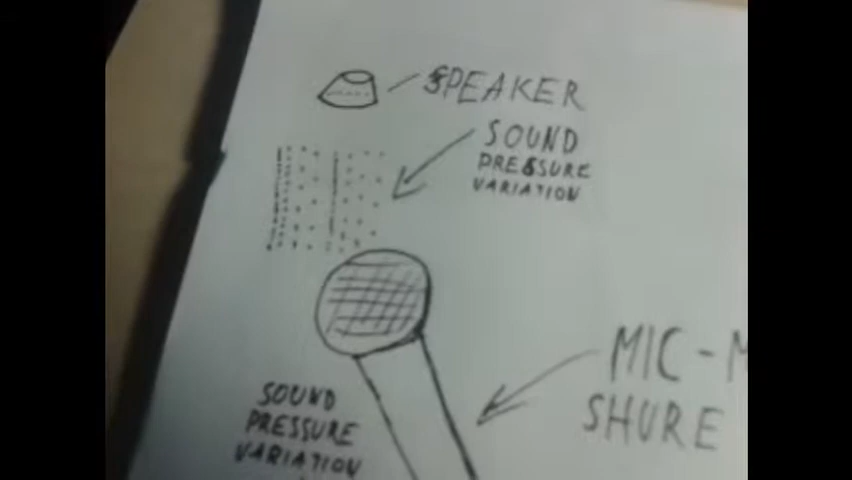 SPEAKER
SOUND
PRESSURE
VARIATION
MIC -
SHURE
SOUND
PRESSURE
VARIATION